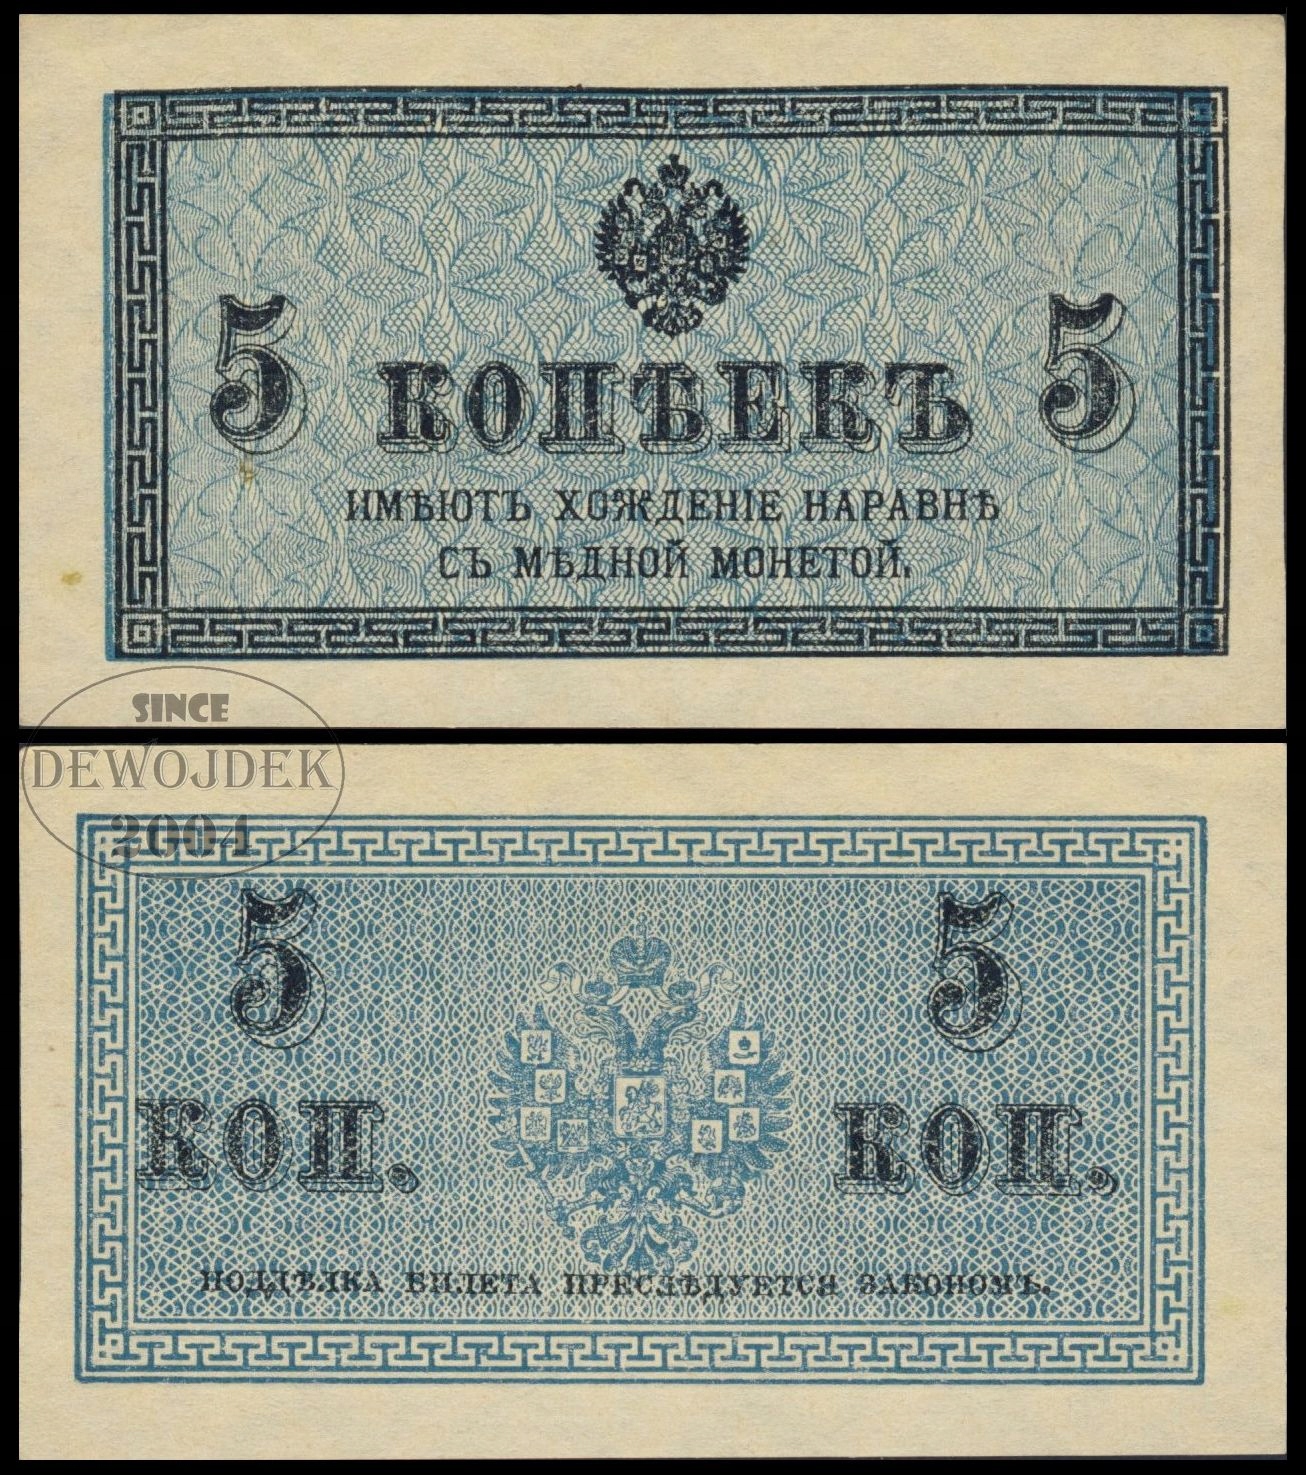 5 КОПѢЕКЪ 5
ИМѢЮТЪ ХОЖДЕНІЕ НАРАВНѢ
СЪ МѢДНОЙ МОНЕТОЙ.
SINCE
DEWOJDEK
2004
5 5
КОП. КОП.
ПОДДѢЛКА БИЛЕТА ПРЕСЛѢДУЕТСЯ ЗАКОНОМЪ.